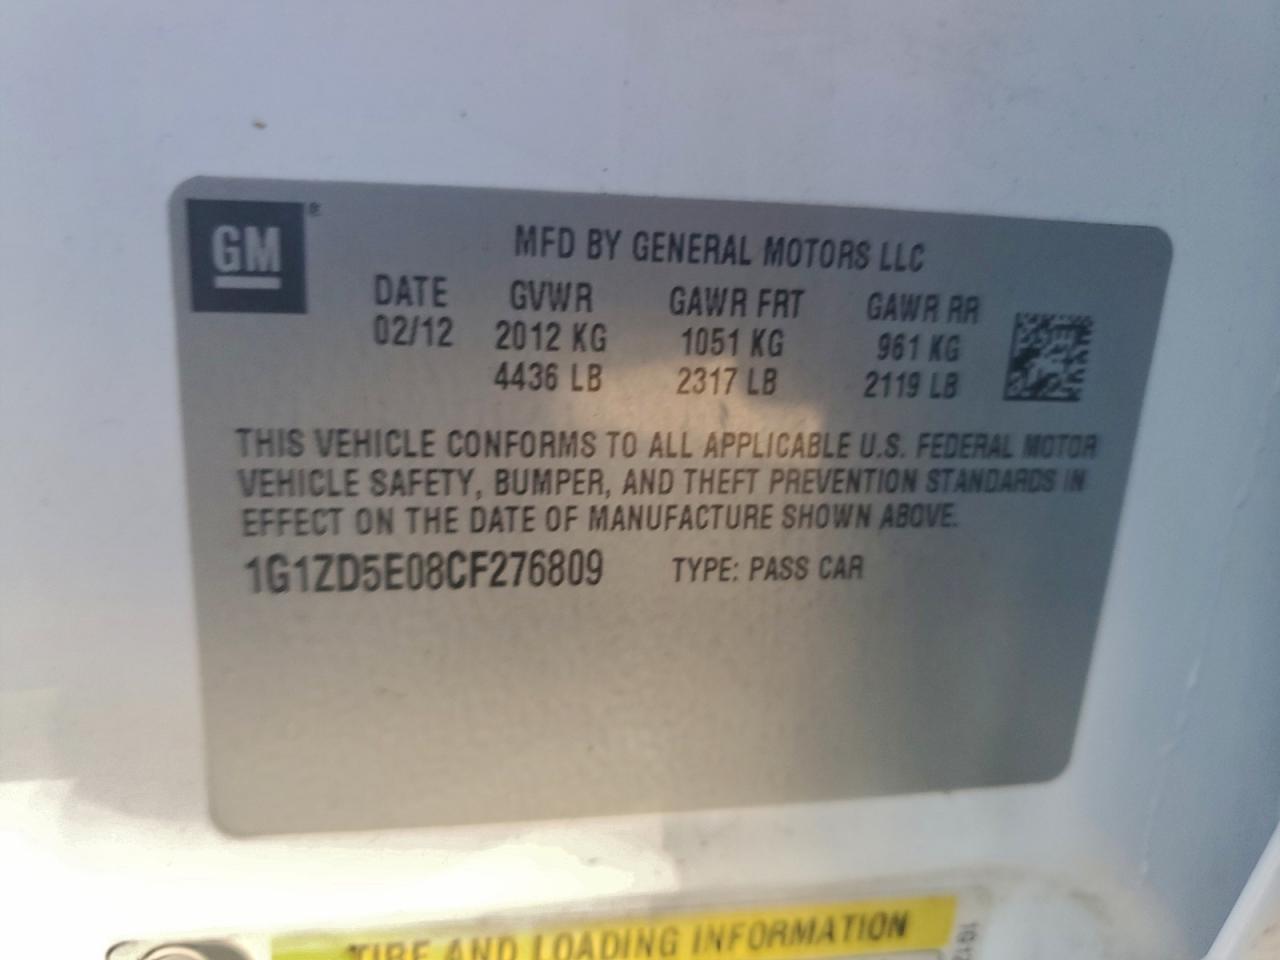 GM ®
MFD BY GENERAL MOTORS LLC
DATE GVWR GAWR FRT GAWR RR
02/12 2012 KG 1051 KG 961 KG
4436 LB 2317 LB 2119 LB
THIS VEHICLE CONFORMS TO ALL APPLICABLE U.S. FEDERAL MOTOR
VEHICLE SAFETY, BUMPER, AND THEFT PREVENTION STANDARDS IN
EFFECT ON THE DATE OF MANUFACTURE SHOWN ABOVE.
1G1ZD5E08CF276809 TYPE: PASS CAR
TIRE AND LOADING INFORMATION